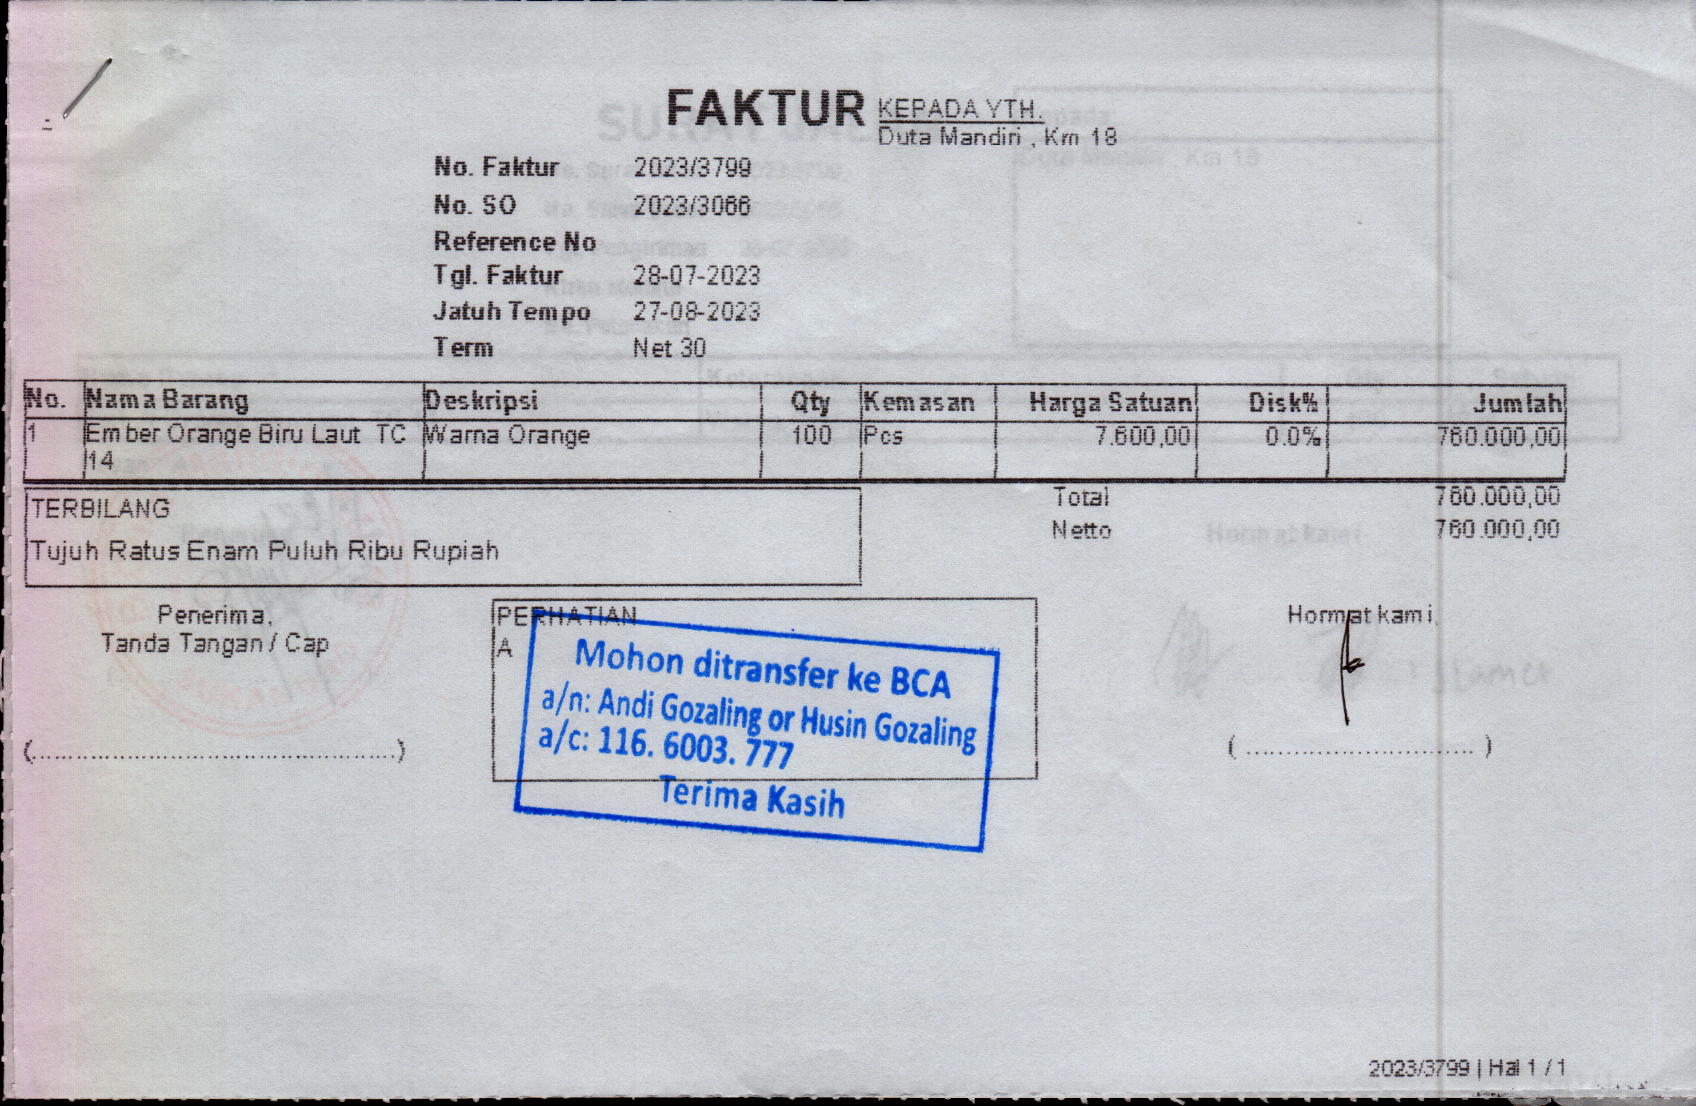 FAKTUR
KEPADA YTH.
Duta Mandiri , Km 18
No. Faktur 2023/3799
No. SO 2023/3066
Reference No
Tgl. Faktur 28-07-2023
Jatuh Tempo 27-08-2023
Term Net 30
No. Nama Barang Deskripsi Qty Kemasan Harga Satuan Disk% Jumlah
1 Ember Orange Biru Laut TC Warna Orange 100 Pcs 7.600,00 0.0% 760.000,00
14
Total 760.000,00
TERBILANG
Netto 760.000,00
Tujuh Ratus Enam Puluh Ribu Rupiah
Penerima,
Tanda Tangan / Cap
PERHATIAN
A
Hormat kami,
Mohon ditransfer ke BCA
a/n: Andi Gozaling or Husin Gozaling
a/c: 116. 6003. 777
Terima Kasih
(..................................................)
( ............................... )
2023/3799 | Hal 1 / 1